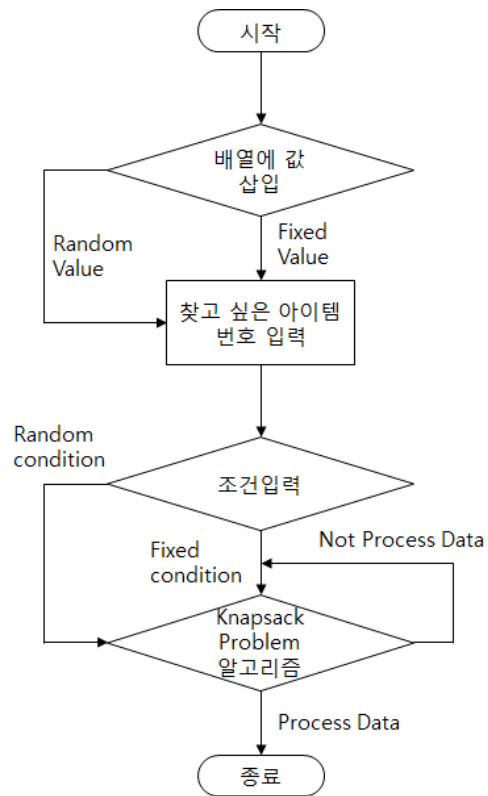 시작
배열에 값
삽입
Random
Value
Fixed
Value
찾고 싶은 아이템
번호 입력
Random
condition
조건입력
Fixed
condition
Not Process Data
Knapsack
Problem
알고리즘
Process Data
종료